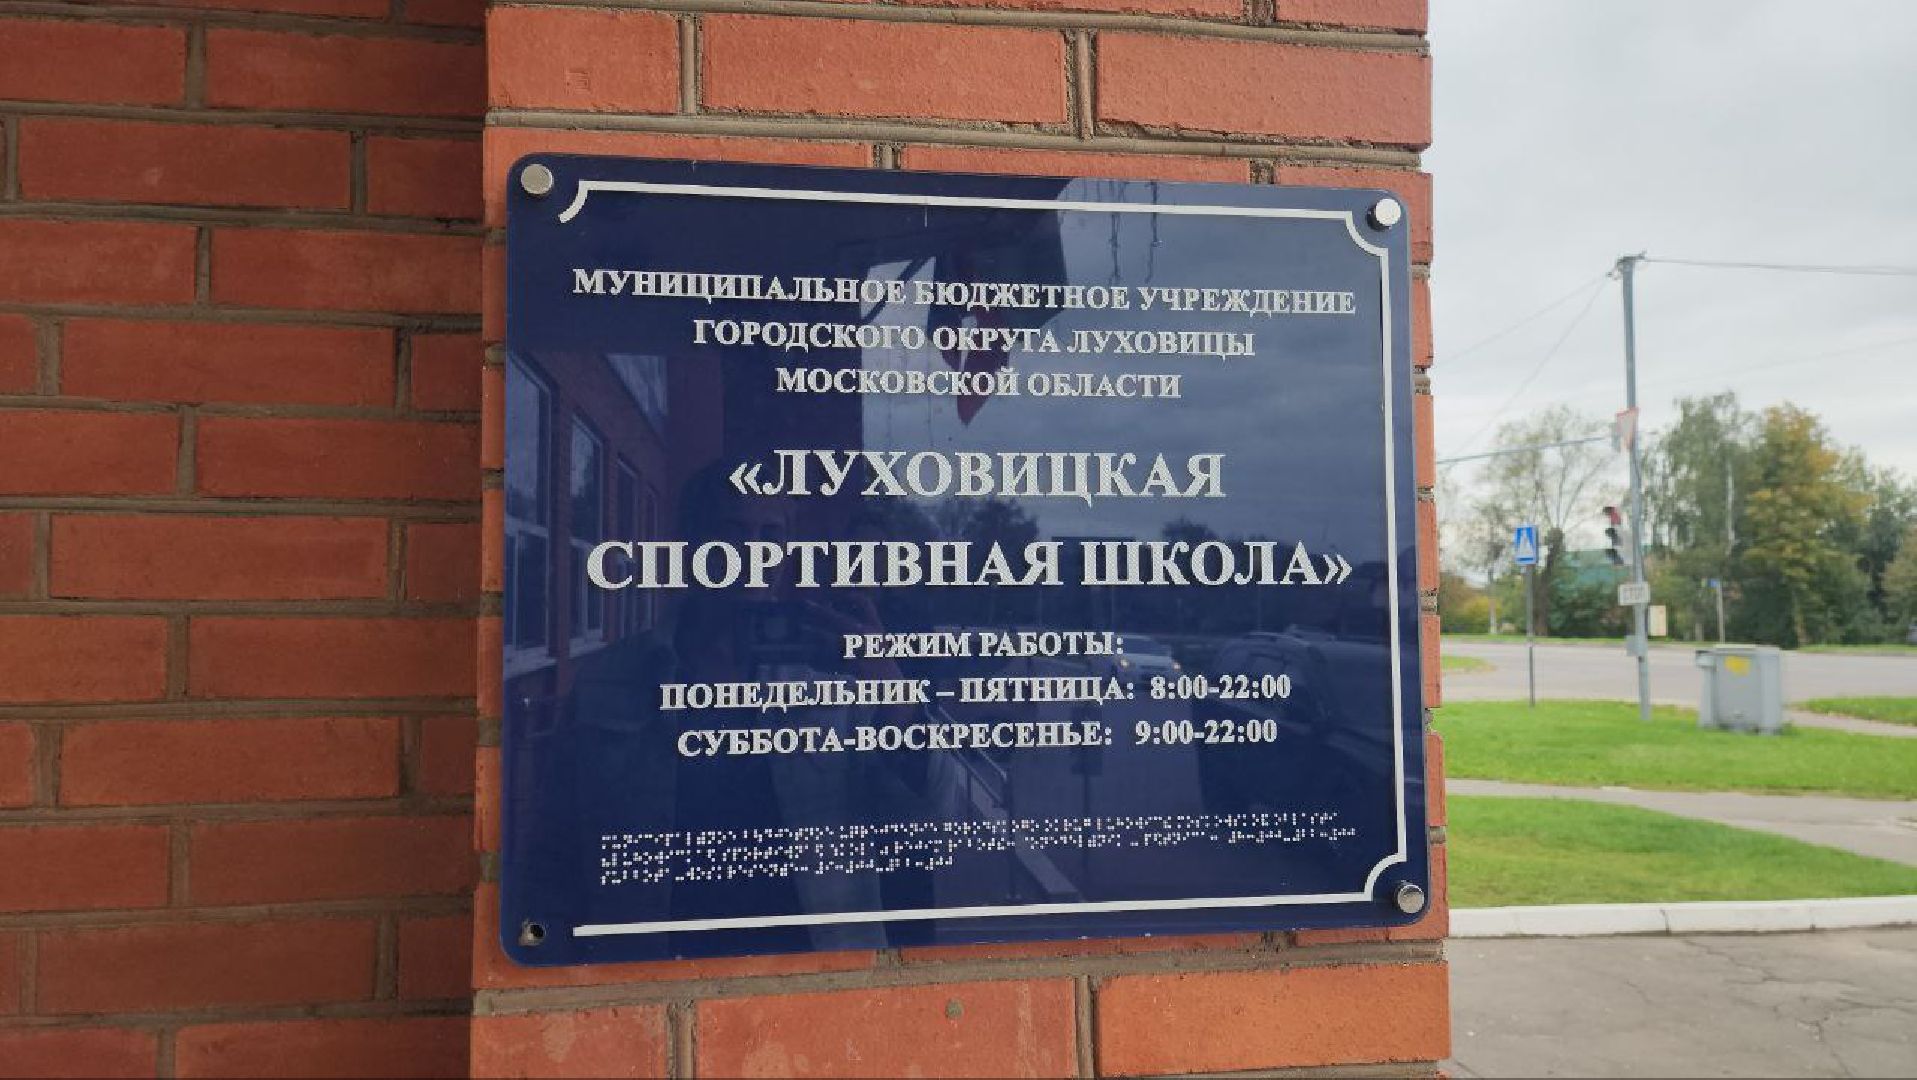 МУНИЦИПАЛЬНОЕ БЮДЖЕТНОЕ УЧРЕЖДЕНИЕ
ГОРОДСКОГО ОКРУГА ЛУХОВИЦЫ
МОСКОВСКОЙ ОБЛАСТИ
«ЛУХОВИЦКАЯ
СПОРТИВНАЯ ШКОЛА»
РЕЖИМ РАБОТЫ:
ПОНЕДЕЛЬНИК – ПЯТНИЦА: 8:00-22:00
СУББОТА-ВОСКРЕСЕНЬЕ: 9:00-22:00